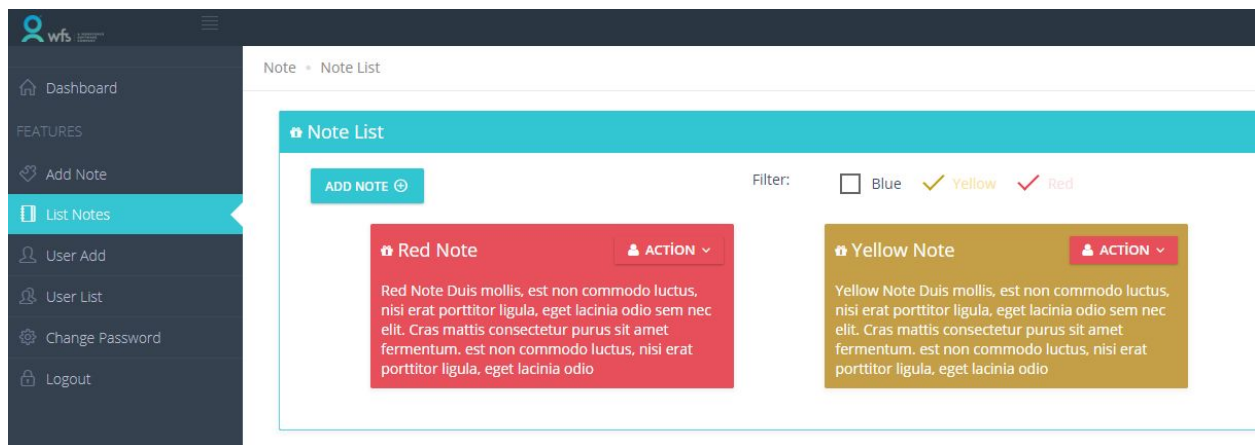 wfs
Note • Note List
Dashboard
FEATURES
Add Note
List Notes
User Add
User List
Change Password
Logout
Note List
ADD NOTE
Filter:
Blue
Yellow
Red
Red Note
ACTİON
Red Note Duis mollis, est non commodo luctus,
nisi erat porttitor ligula, eget lacinia odio sem nec
elit. Cras mattis consectetur purus sit amet
fermentum. est non commodo luctus, nisi erat
porttitor ligula, eget lacinia odio
Yellow Note
ACTİON
Yellow Note Duis mollis, est non commodo luctus,
nisi erat porttitor ligula, eget lacinia odio sem nec
elit. Cras mattis consectetur purus sit amet
fermentum. est non commodo luctus, nisi erat
porttitor ligula, eget lacinia odio